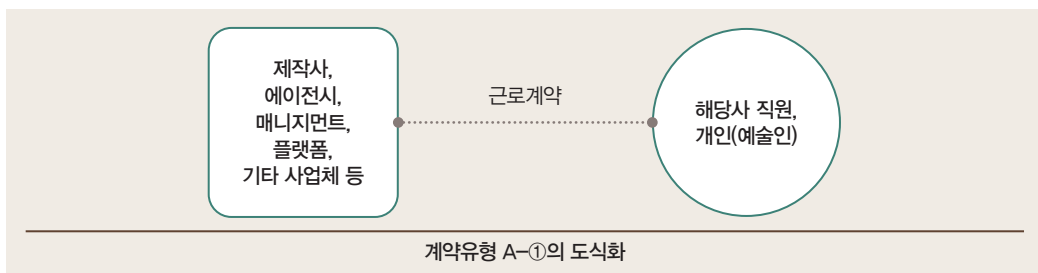 제작사,
에이전시,
매니지먼트,
플랫폼,
기타 사업체 등
근로계약
해당사 직원,
개인(예술인)
계약유형 A-①의 도식화